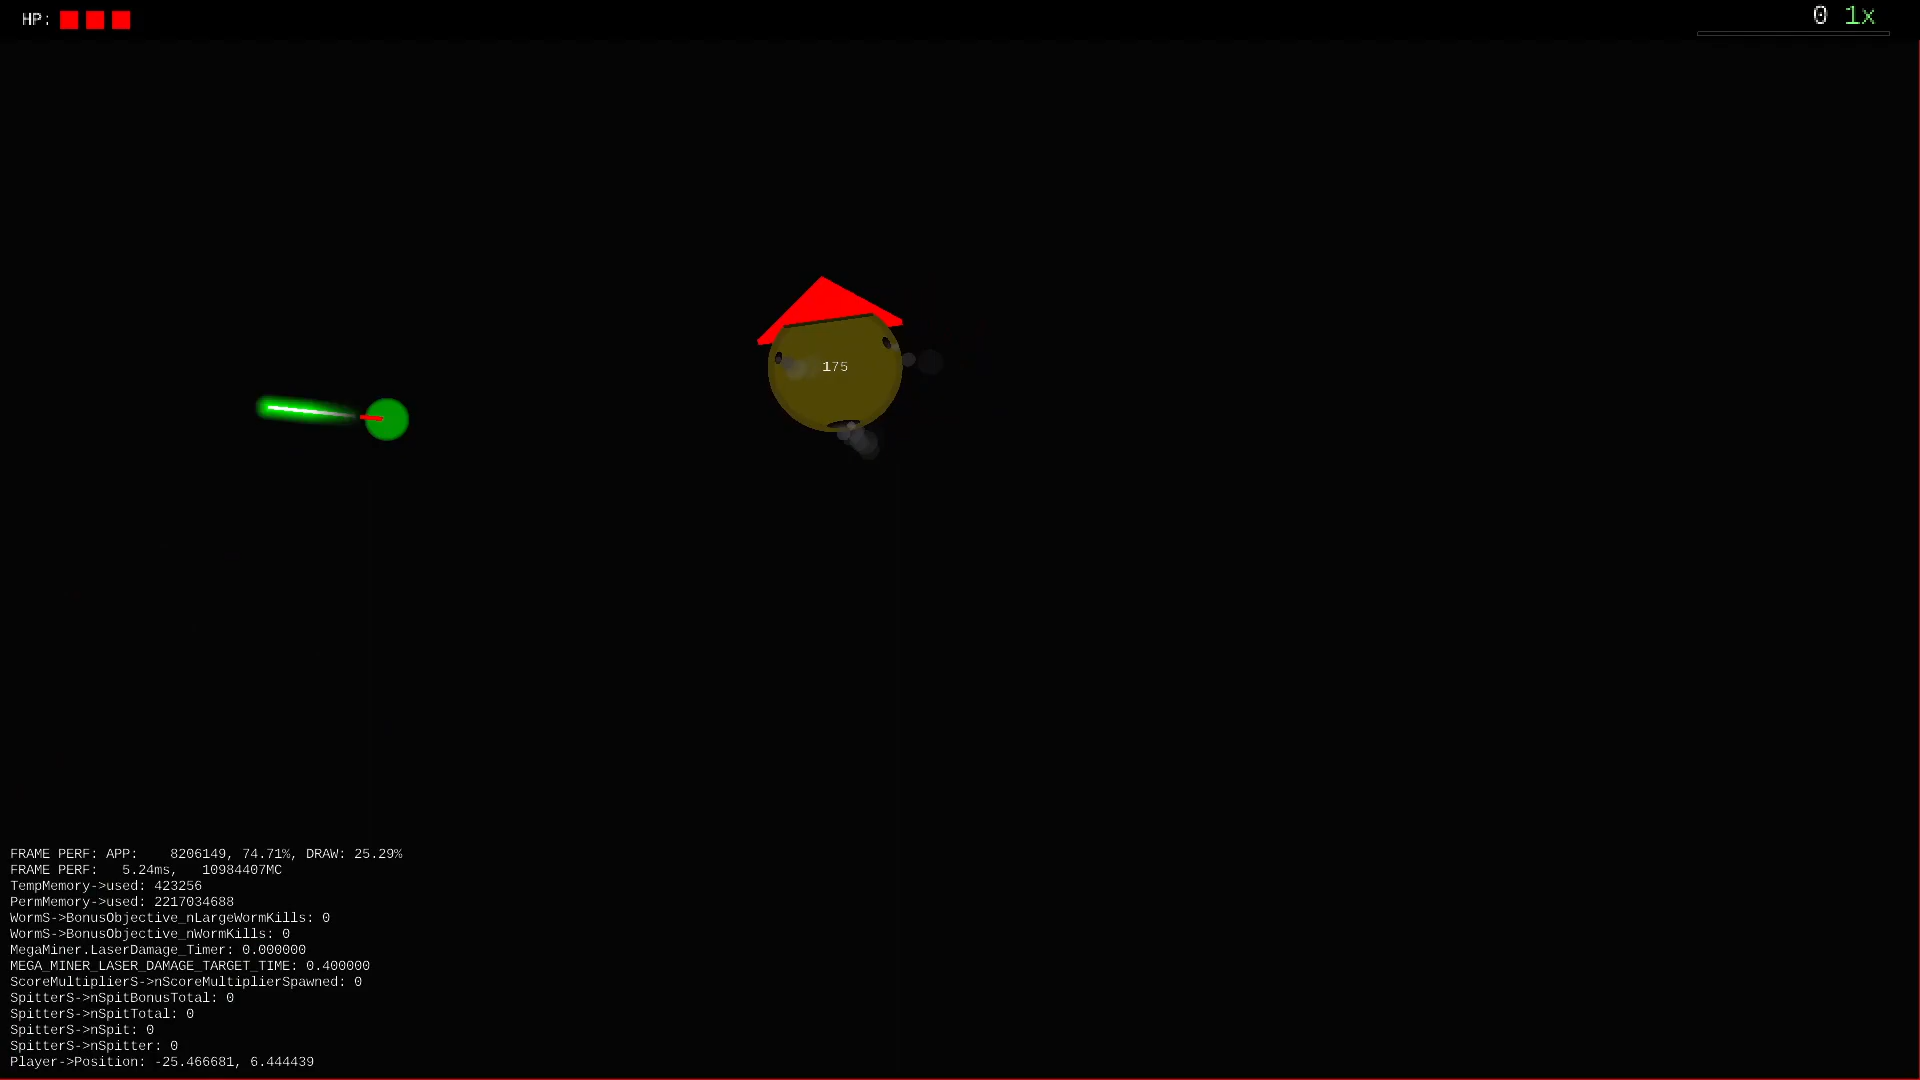 HP:
0 1x
175
FRAME PERF: APP:    8206149, 74.71%, DRAW: 25.29%
FRAME PERF:   5.24ms,   10984407MC
TempMemory->used: 423256
PermMemory->used: 2217034688
WormS->BonusObjective_nLargeWormKills: 0
WormS->BonusObjective_nWormKills: 0
MegaMiner.LaserDamage_Timer: 0.000000
MEGA_MINER_LASER_DAMAGE_TARGET_TIME: 0.400000
ScoreMultiplierS->nScoreMultiplierSpawned: 0
SpitterS->nSpitBonusTotal: 0
SpitterS->nSpitTotal: 0
SpitterS->nSpit: 0
SpitterS->nSpitter: 0
Player->Position: -25.466681, 6.444439